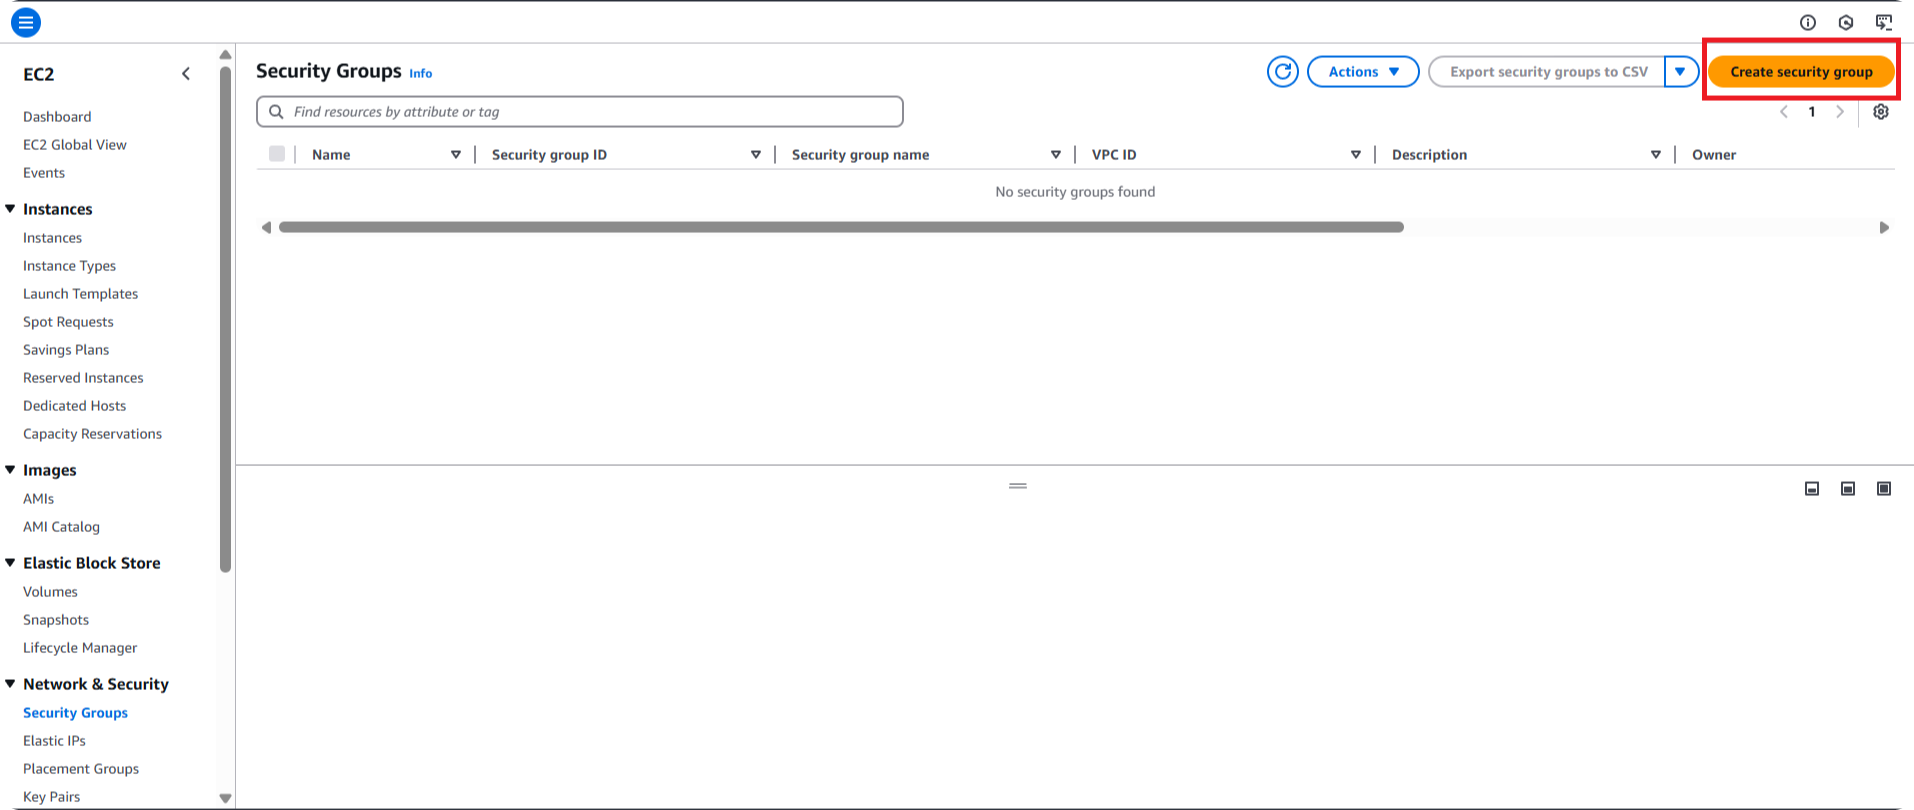 EC2
Dashboard
EC2 Global View
Events
Instances
Instances
Instance Types
Launch Templates
Spot Requests
Savings Plans
Reserved Instances
Dedicated Hosts
Capacity Reservations
Images
AMIs
AMI Catalog
Elastic Block Store
Volumes
Snapshots
Lifecycle Manager
Network & Security
Security Groups
Elastic IPs
Placement Groups
Key Pairs
Security Groups Info
Actions
Export security groups to CSV
Create security group
Find resources by attribute or tag
1
Name Security group ID Security group name VPC ID Description Owner
No security groups found